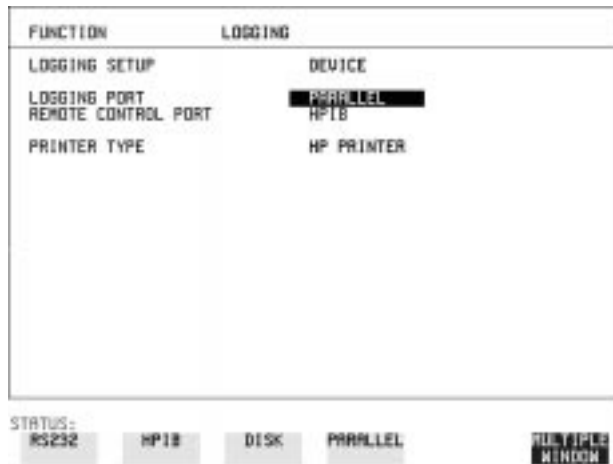 FUNCTION LOGGING
LOGGING SETUP DEVICE
LOGGING PORT PARALLEL
REMOTE CONTROL PORT HPIB
PRINTER TYPE HP PRINTER
STATUS:
RS232 HPIB DISK PARALLEL MULTIPLE WINDOW